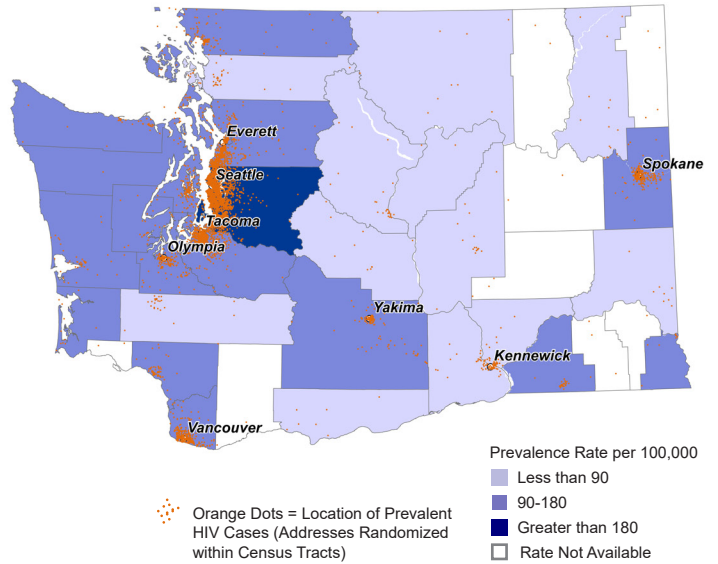 Everett
Seattle
Spokane
Tacoma
Olympia
Yakima
Kennewick
Vancouver
Prevalence Rate per 100,000
Less than 90
90-180
Greater than 180
Rate Not Available
Orange Dots = Location of Prevalent
HIV Cases (Addresses Randomized
within Census Tracts)